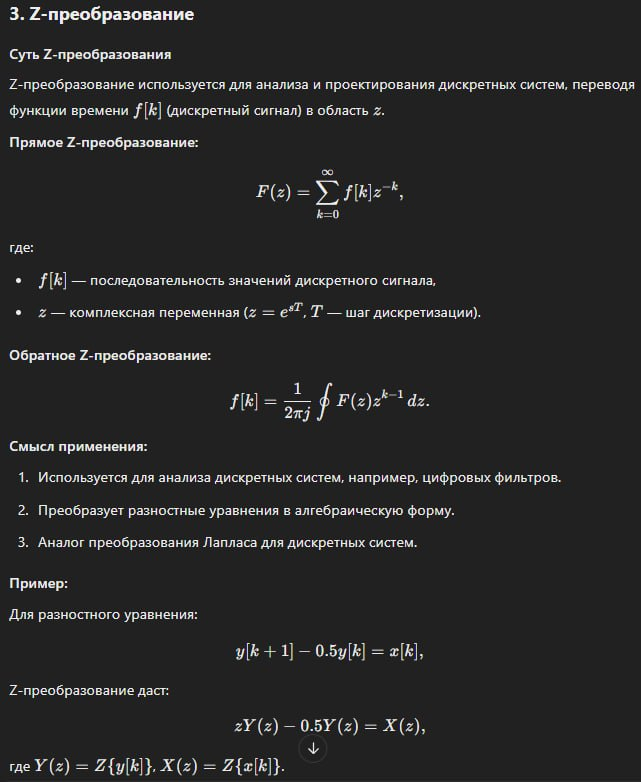 3. Z-преобразование
Суть Z-преобразования
Z-преобразование используется для анализа и проектирования дискретных систем, переводя
функции времени f[k] (дискретный сигнал) в область z.
Прямое Z-преобразование:
F(z) = ∑_{k=0}^{∞} f[k]z^{−k},
где:
• f[k] — последовательность значений дискретного сигнала,
• z — комплексная переменная (z = e^{sT}, T — шаг дискретизации).
Обратное Z-преобразование:
f[k] = \frac{1}{2πj} ∮ F(z)z^{k−1} dz.
Смысл применения:
1. Используется для анализа дискретных систем, например, цифровых фильтров.
2. Преобразует разностные уравнения в алгебраическую форму.
3. Аналог преобразования Лапласа для дискретных систем.
Пример:
Для разностного уравнения:
y[k + 1] − 0.5y[k] = x[k],
Z-преобразование даст:
zY(z) − 0.5Y(z) = X(z),
где Y(z) = Z{y[k]}, X(z) = Z{x[k]}.